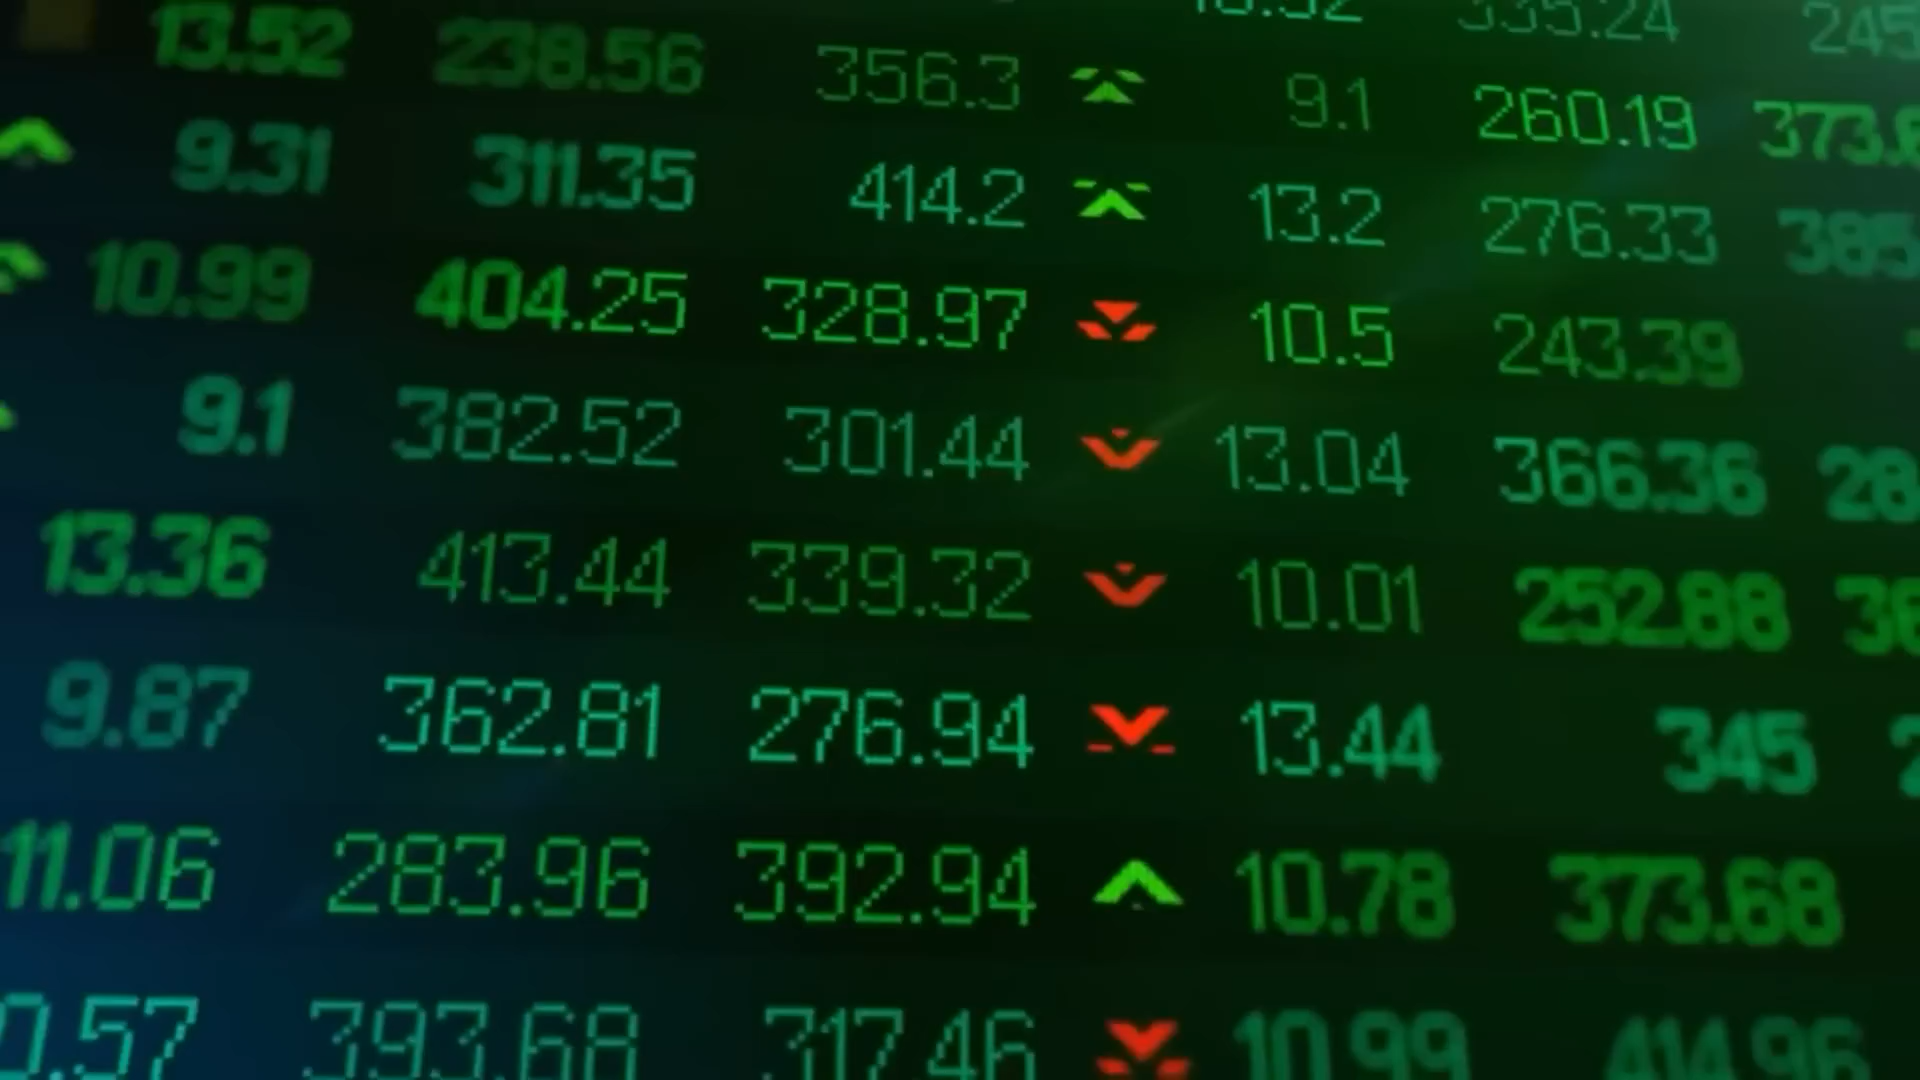 13.52 238.56 356.3 9.1 260.19
9.31 311.35 414.2 13.2 276.33
10.99 404.25 328.97 10.5 243.39
9.1 382.52 301.44 13.04 366.36
13.36 413.44 339.32 10.01 252.88
9.87 362.81 276.94 13.44 345
11.06 283.96 392.94 10.78 373.68
393.68 317.46 10.99 414.96